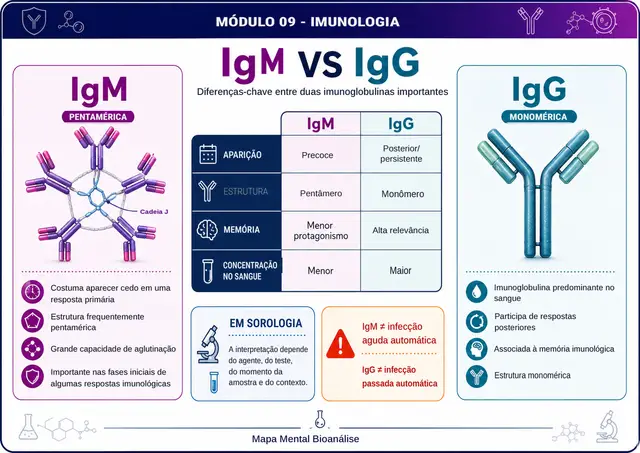 MÓDULO 09 - IMUNOLOGIA
IgM VS IgG
Diferenças-chave entre duas imunoglobulinas importantes
IgM
PENTAMÉRICA
Cadeia J
Costuma aparecer cedo em uma
resposta primária
Estrutura frequentemente
pentamérica
Grande capacidade de aglutinação
Importante nas fases iniciais de
algumas respostas imunológicas
IgM
IgG
APARIÇÃO
Precoce
Posterior/
persistente
ESTRUTURA
Pentâmero
Monômero
MEMÓRIA
Menor
protagonismo
Alta relevância
CONCENTRAÇÃO
NO SANGUE
Menor
Maior
EM SOROLOGIA
A interpretação depende
do agente, do teste,
do momento da
amostra e do contexto.
IgM ≠ infecção
aguda automática
IgG ≠ infecção
passada automática
IgG
MONOMÉRICA
Imunoglobulina predominante no
sangue
Participa de respostas
posteriores
Associada à memória imunológica
Estrutura monomérica
Mapa Mental Bioanálise